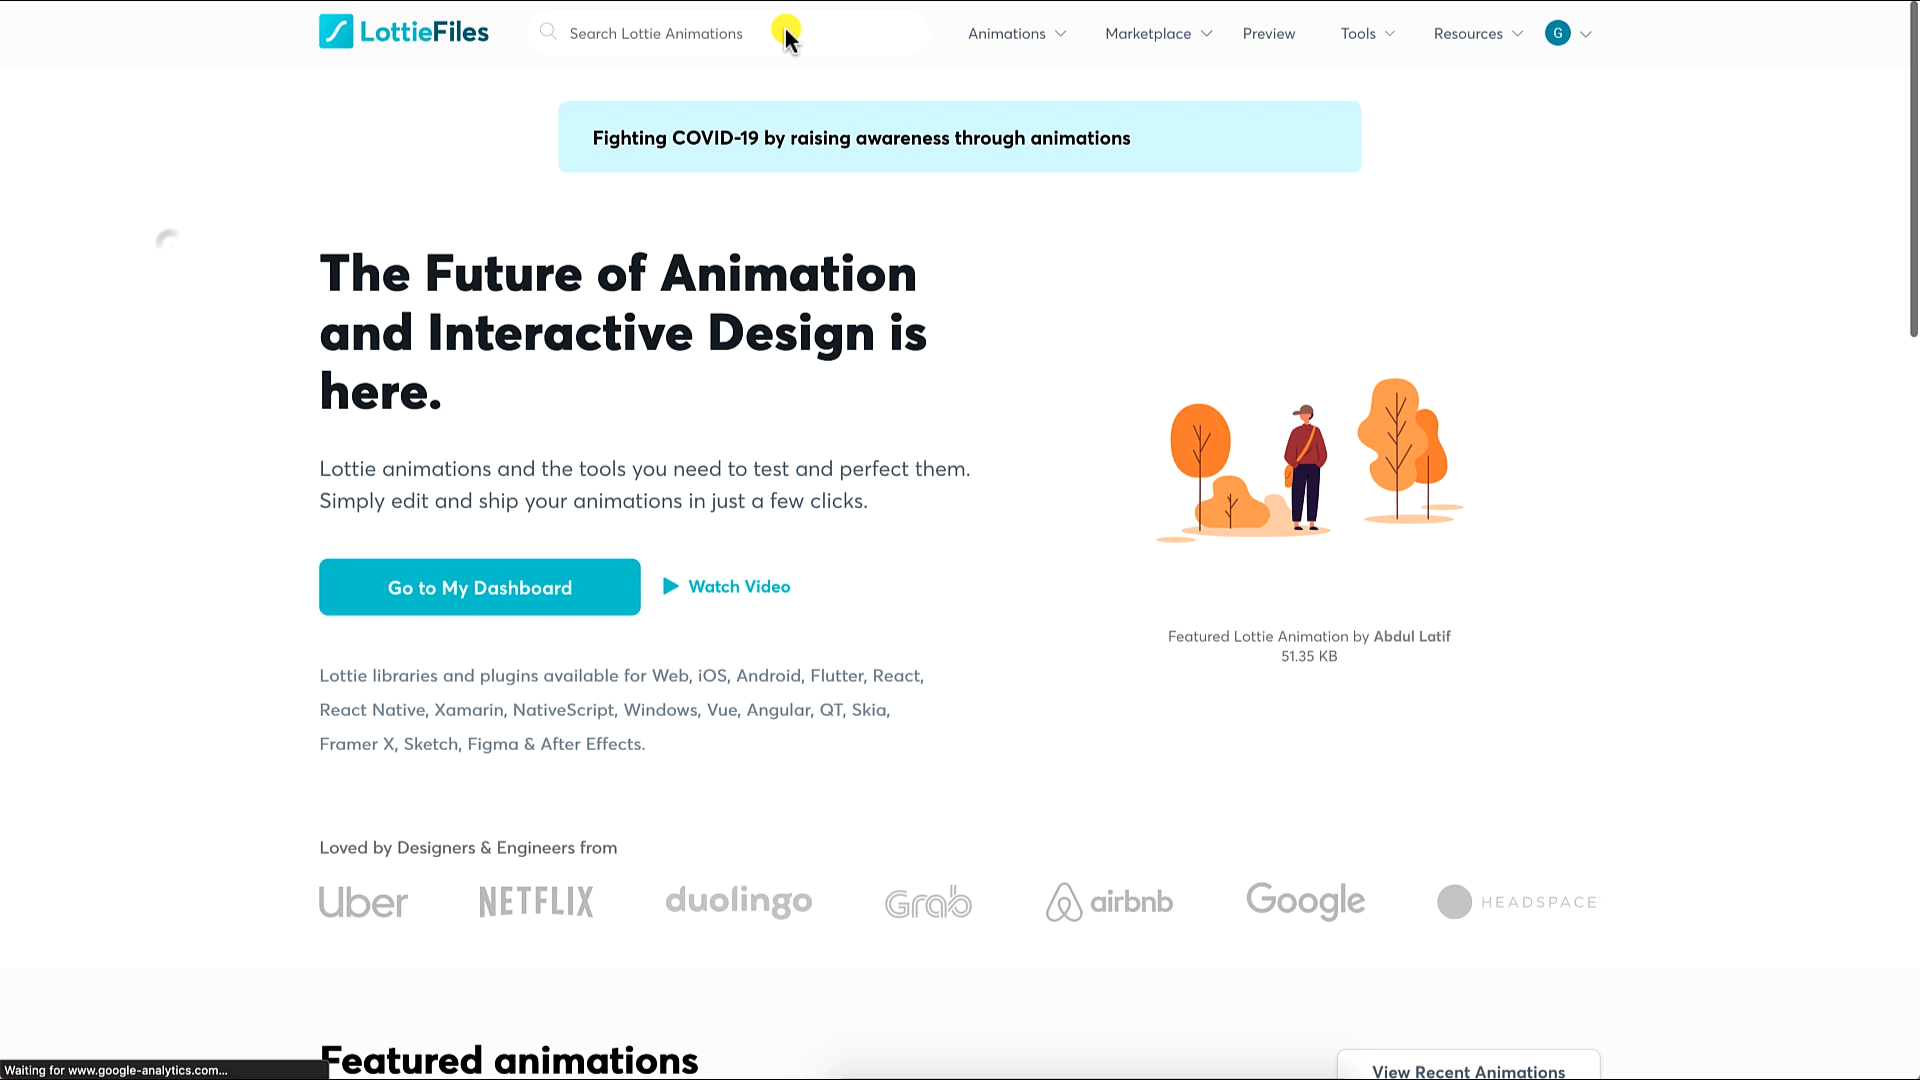 LottieFiles
Search Lottie Animations
Animations
Marketplace
Preview
Tools
Resources
G
Fighting COVID-19 by raising awareness through animations
The Future of Animation
and Interactive Design is
here.
Lottie animations and the tools you need to test and perfect them.
Simply edit and ship your animations in just a few clicks.
Go to My Dashboard
Watch Video
Featured Lottie Animation by Abdul Latif
51.35 KB
Lottie libraries and plugins available for Web, iOS, Android, Flutter, React,
React Native, Xamarin, NativeScript, Windows, Vue, Angular, QT, Skia,
Framer X, Sketch, Figma & After Effects.
Loved by Designers & Engineers from
Uber
NETFLIX
duolingo
Grab
airbnb
Google
HEADSPACE
Featured animations
View Recent Animations
Waiting for www.google-analytics.com...